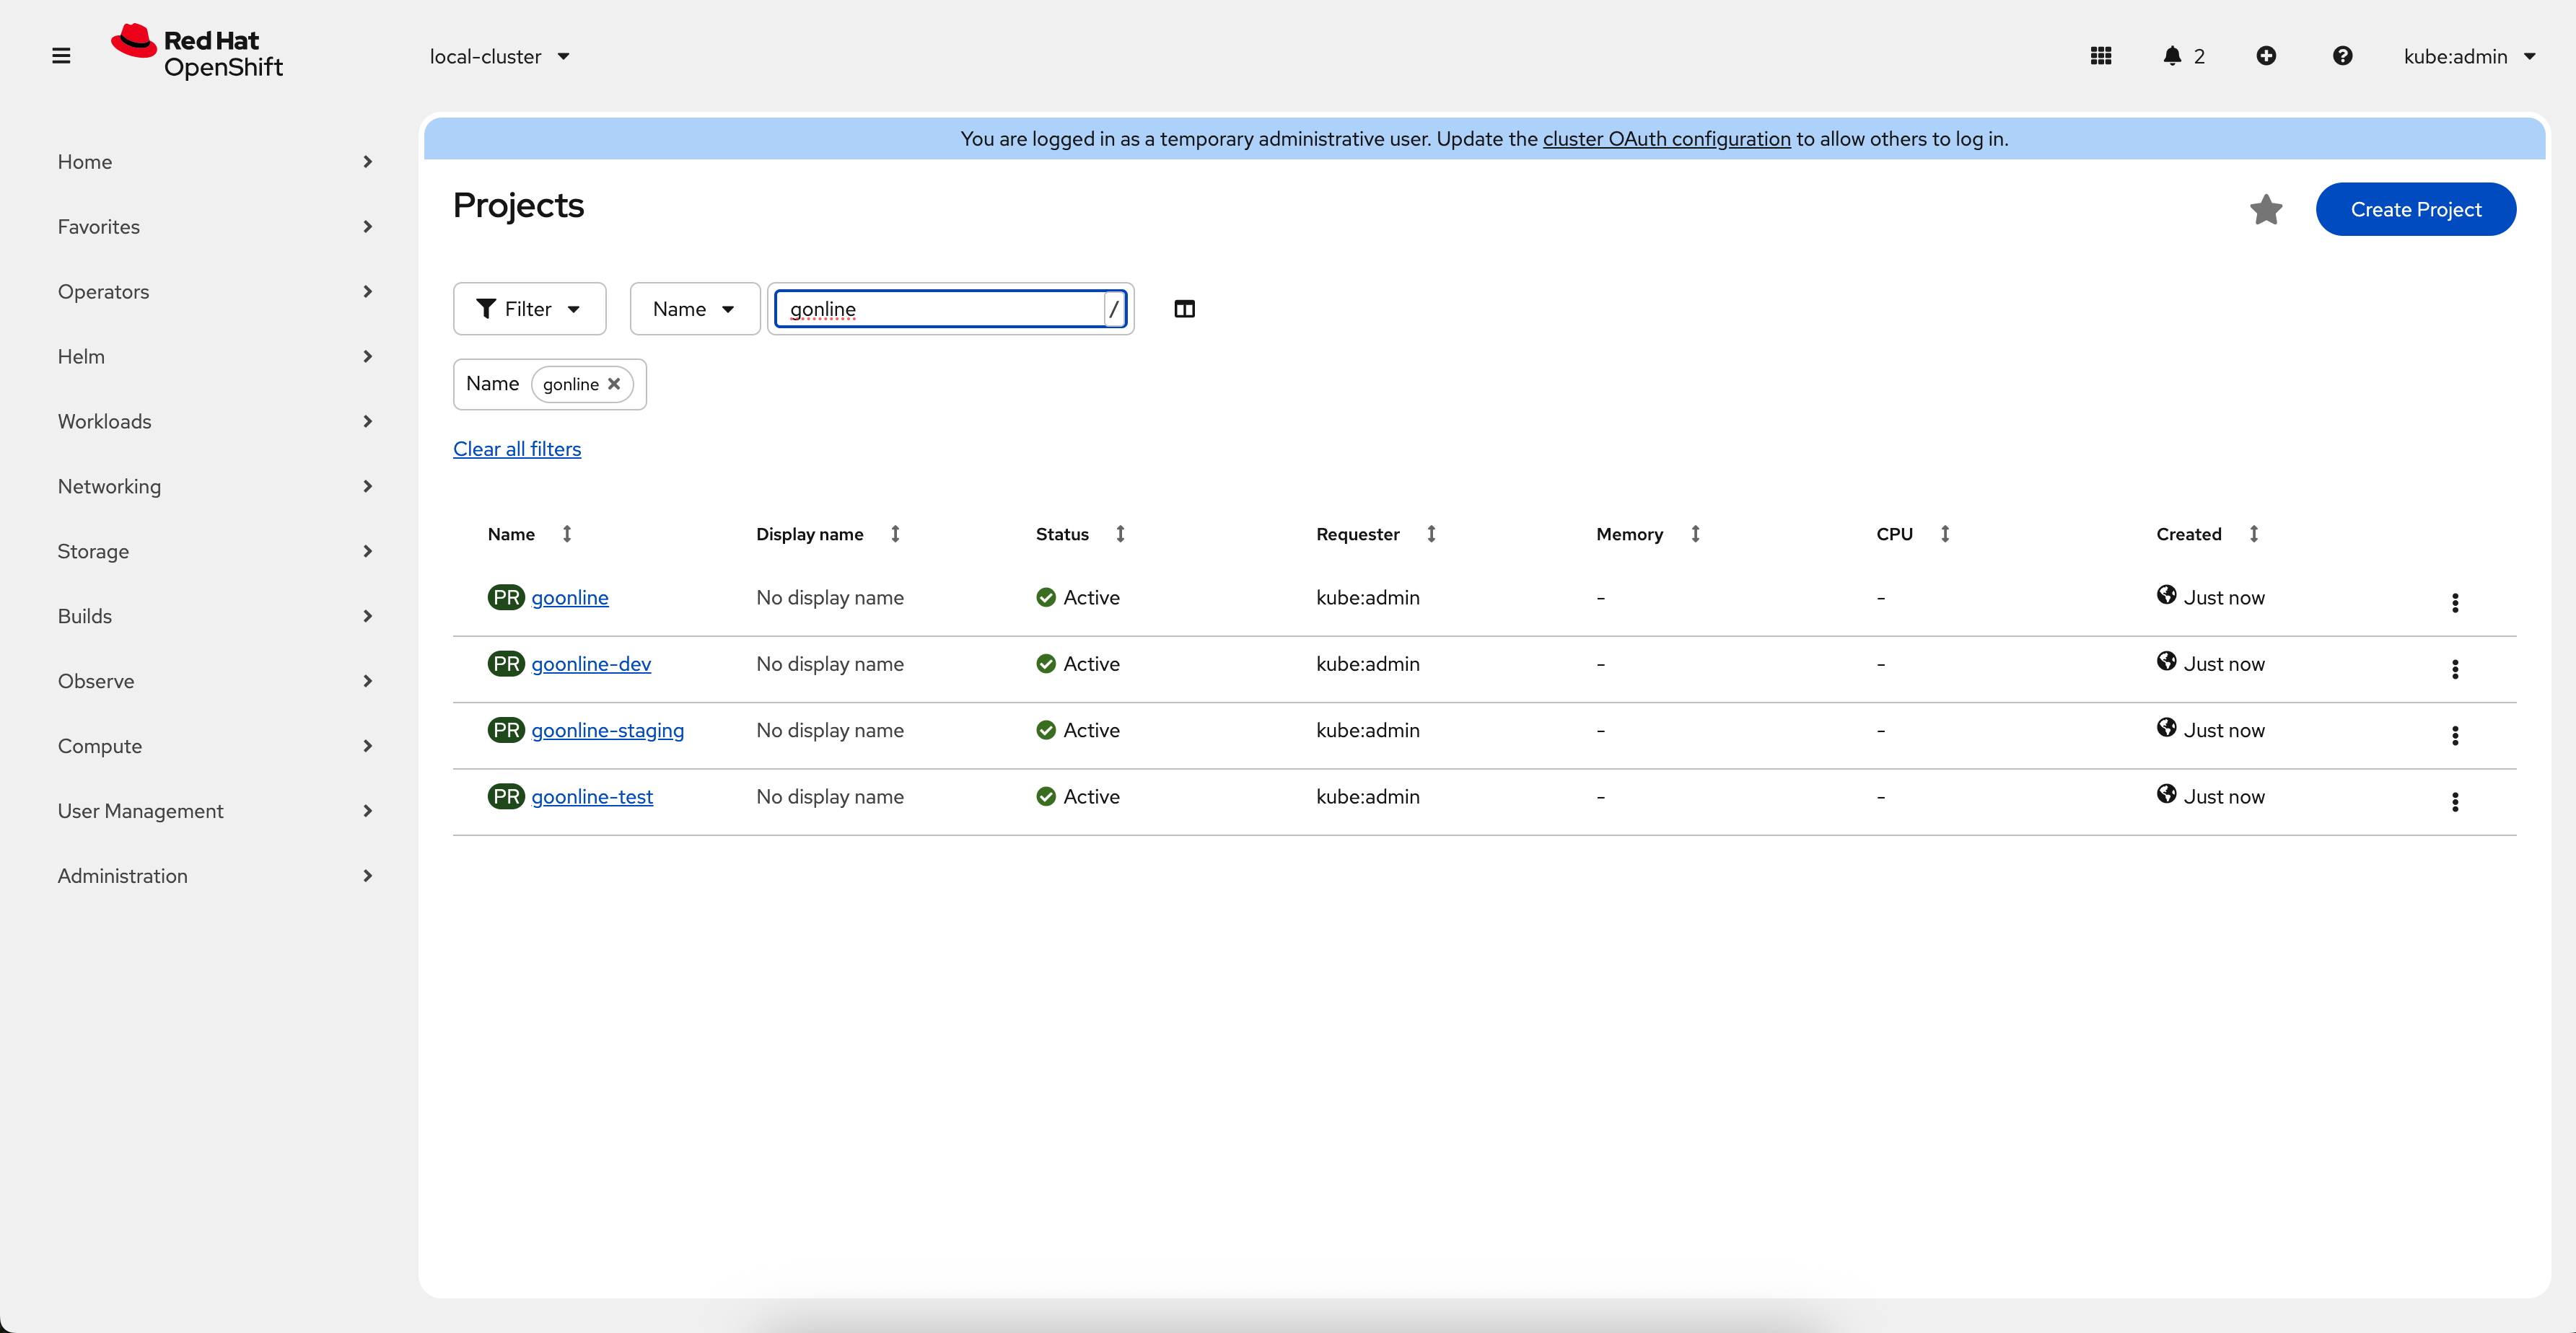 Red Hat
OpenShift
local-cluster
2
kube:admin
Home
Favorites
Operators
Helm
Workloads
Networking
Storage
Builds
Observe
Compute
User Management
Administration
You are logged in as a temporary administrative user. Update the cluster OAuth configuration to allow others to log in.
Projects
Create Project
Filter
Name
gonline
/
Name gonline
Clear all filters
Name Display name Status Requester Memory CPU Created
PR goonline No display name Active kube:admin - - Just now
PR goonline-dev No display name Active kube:admin - - Just now
PR goonline-staging No display name Active kube:admin - - Just now
PR goonline-test No display name Active kube:admin - - Just now